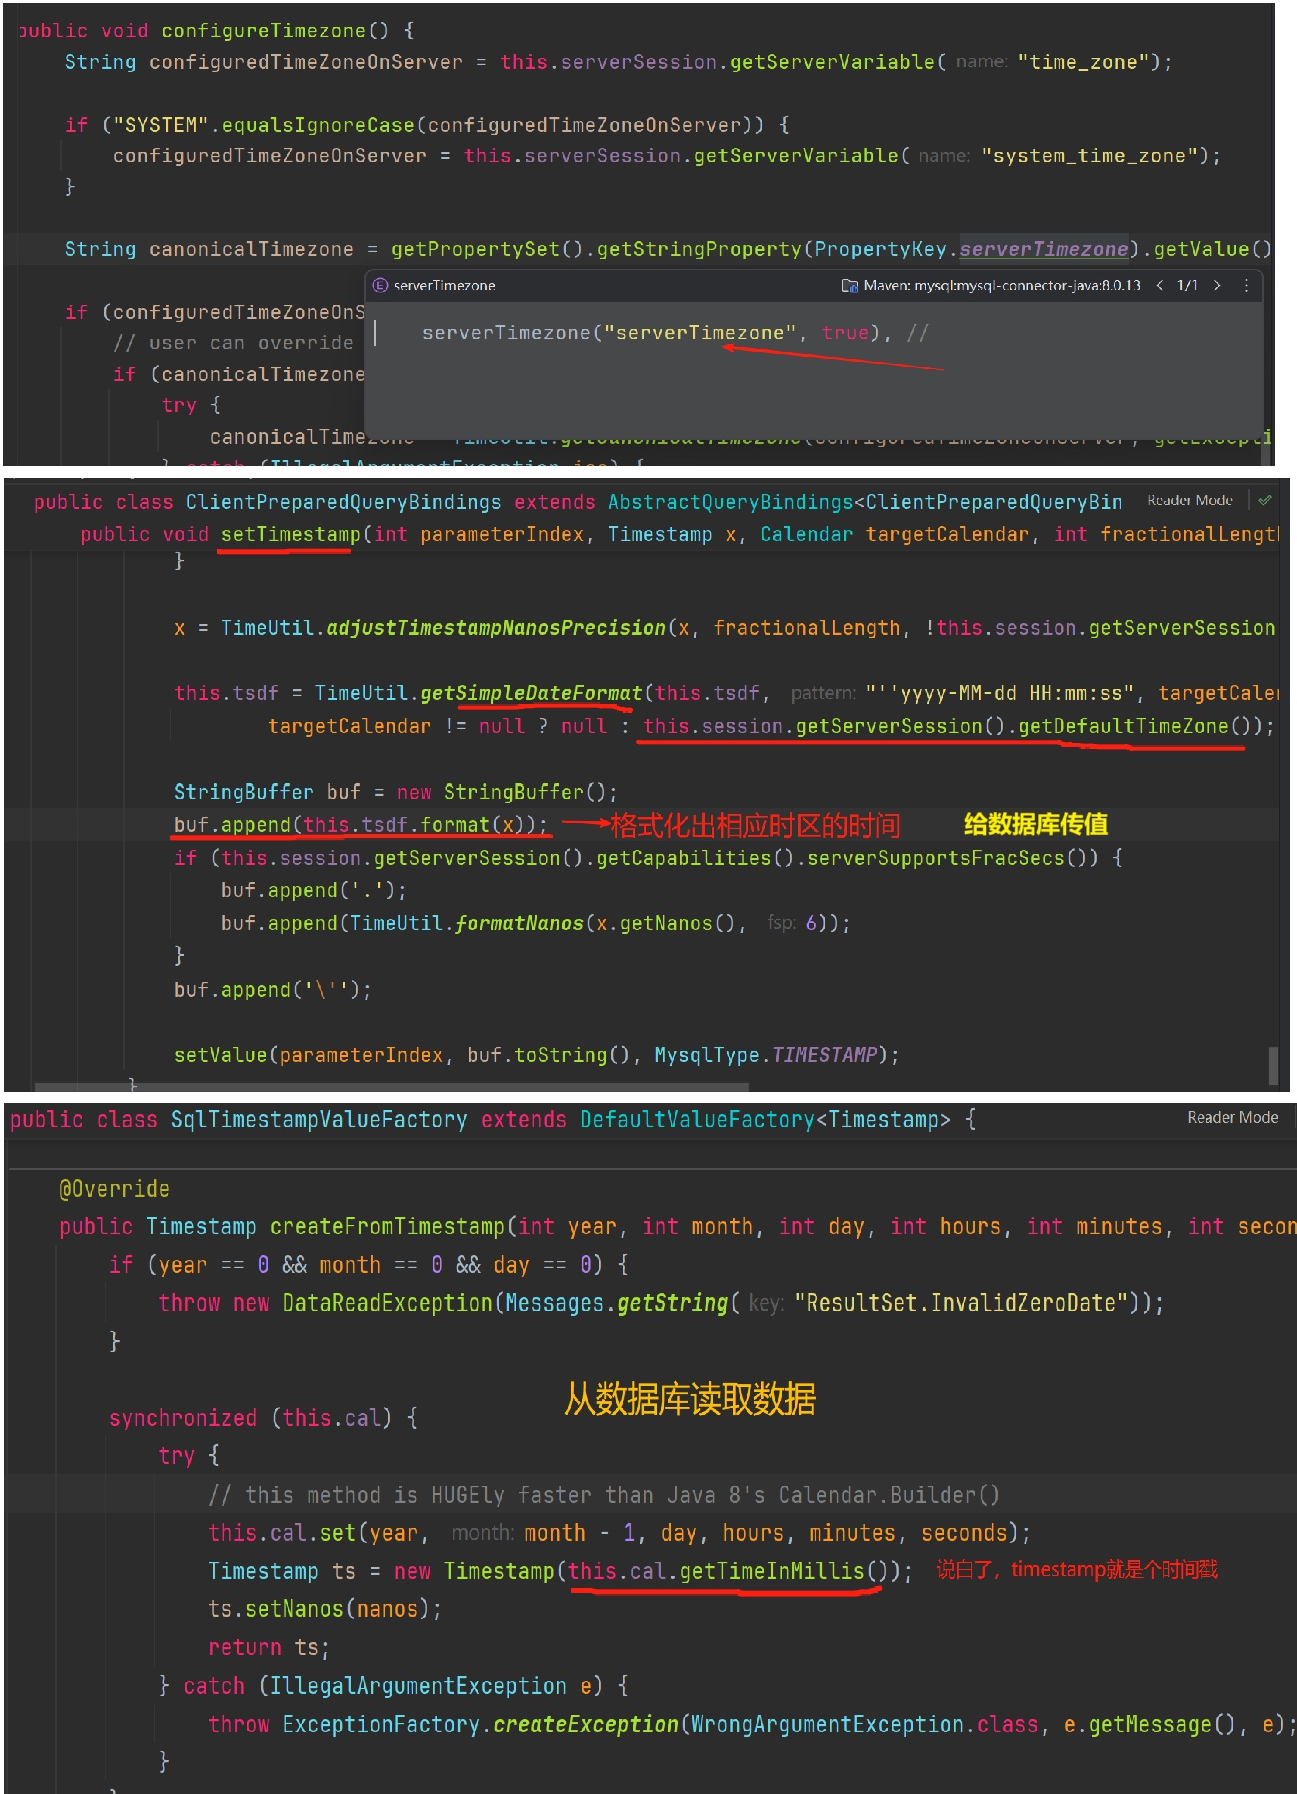 public void configureTimezone() {
String configuredTimeZoneOnServer = this.serverSession.getServerVariable( name: "time_zone");
if ("SYSTEM".equalsIgnoreCase(configuredTimeZoneOnServer)) {
configuredTimeZoneOnServer = this.serverSession.getServerVariable( name: "system_time_zone");
}
String canonicalTimezone = getPropertySet().getStringProperty(PropertyKey.serverTimezone).getValue()
serverTimezone Maven: mysql:mysql-connector-java:8.0.13 1/1
if (configuredTimeZoneOnS
serverTimezone("serverTimezone", true), //
// user can override
if (canonicalTimezone
try {
canonicalTimezone
public class ClientPreparedQueryBindings extends AbstractQueryBindings<ClientPreparedQueryBin Reader Mode
public void setTimestamp(int parameterIndex, Timestamp x, Calendar targetCalendar, int fractionalLengt
}
x = TimeUtil.adjustTimestampNanosPrecision(x, fractionalLength, !this.session.getServerSession
this.tsdf = TimeUtil.getSimpleDateFormat(this.tsdf, pattern: "''yyyy-MM-dd HH:mm:ss", targetCale
targetCalendar != null ? null : this.session.getServerSession().getDefaultTimeZone());
StringBuffer buf = new StringBuffer();
buf.append(this.tsdf.format(x)); 格式化出相应时区的时间 给数据库传值
if (this.session.getServerSession().getCapabilities().serverSupportsFracSecs()) {
buf.append('.');
buf.append(TimeUtil.formatNanos(x.getNanos(), fsp: 6));
}
buf.append('\'');
setValue(parameterIndex, buf.toString(), MysqlType.TIMESTAMP);
}
public class SqlTimestampValueFactory extends DefaultValueFactory<Timestamp> { Reader Mode
@Override
public Timestamp createFromTimestamp(int year, int month, int day, int hours, int minutes, int secon
if (year == 0 && month == 0 && day == 0) {
throw new DataReadException(Messages.getString( key: "ResultSet.InvalidZeroDate"));
}
从数据库读取数据
synchronized (this.cal) {
try {
// this method is HUGEly faster than Java 8's Calendar.Builder()
this.cal.set(year, month: month - 1, day, hours, minutes, seconds);
Timestamp ts = new Timestamp(this.cal.getTimeInMillis()); 说白了，timestamp就是个时间戳
ts.setNanos(nanos);
return ts;
} catch (IllegalArgumentException e) {
throw ExceptionFactory.createException(WrongArgumentException.class, e.getMessage(), e);
}